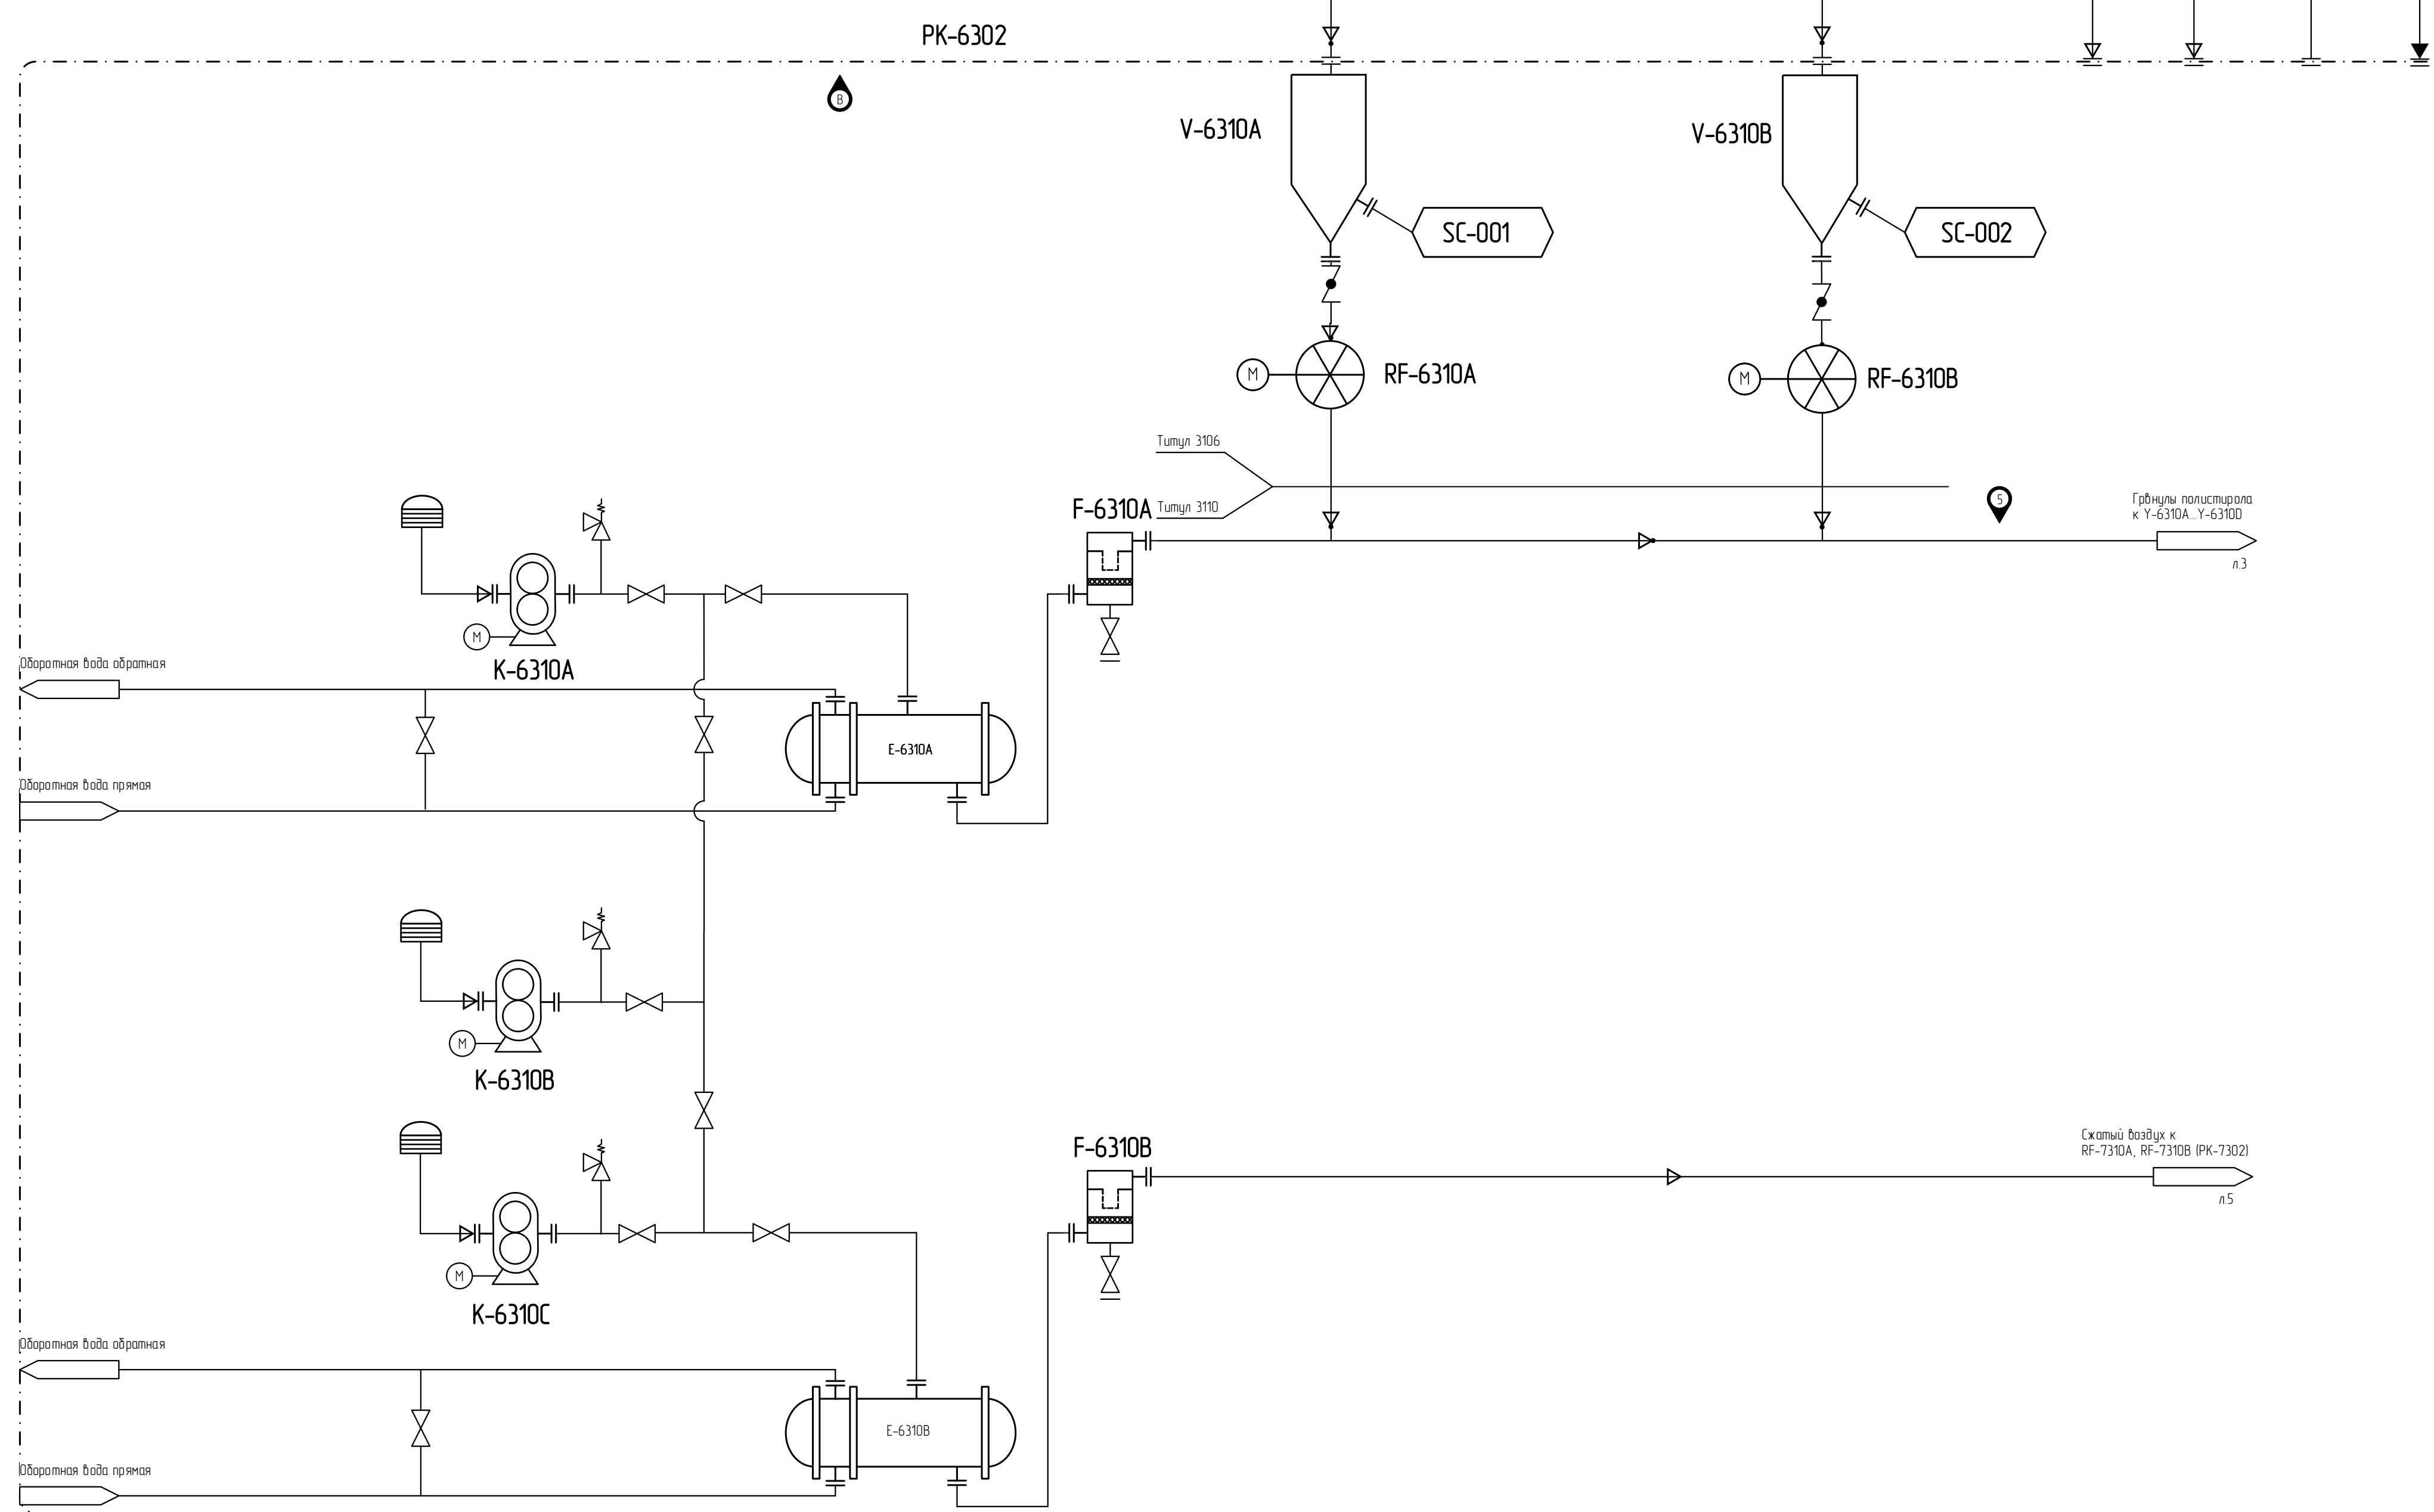 PK-6302
B
V-6310A
V-6310B
SC-001
SC-002
M
RF-6310A
M
RF-6310B
Титул 3106
Титул 3110
F-6310A
5
Грвнулы полистирола
к Y-6310A...Y-6310D
л.3
M
K-6310A
Оборотная вода обратная
E-6310A
Оборотная вода прямая
M
K-6310B
F-6310B
Сжатый воздух к
RF-7310A, RF-7310B (PK-7302)
л.5
M
K-6310C
Оборотная вода обратная
E-6310B
Оборотная вода прямая